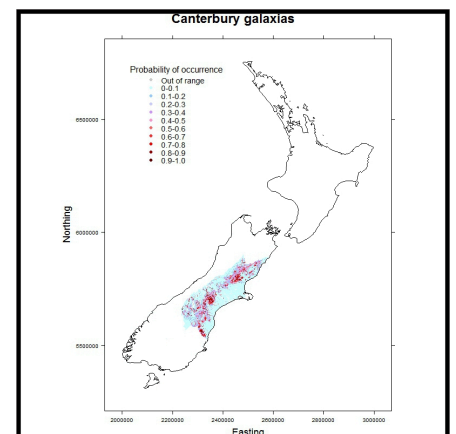 Canterbury galaxias
Probability of occurrence
Out of range
0-0.1
0.1-0.2
0.2-0.3
0.3-0.4
0.4-0.5
0.5-0.6
0.6-0.7
0.7-0.8
0.8-0.9
0.9-1.0
6500000
6000000
5500000
Northing
2000000 2200000 2400000 2600000 2800000 3000000
Easting